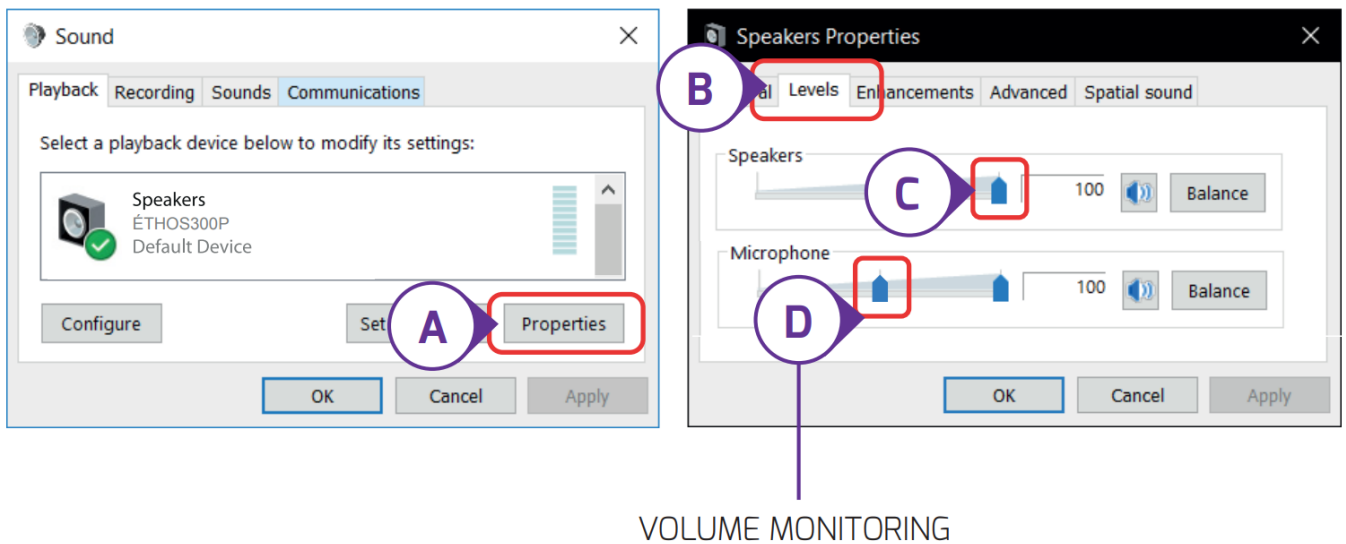 Sound
Playback Recording Sounds Communications
Select a playback device below to modify its settings:
Speakers
ÉTHOS300P
Default Device
Configure
Set
A
Properties
OK Cancel Apply
Speakers Properties
B
al Levels Enhancements Advanced Spatial sound
Speakers
C
100
Balance
Microphone
D
100
Balance
OK Cancel Apply
VOLUME MONITORING